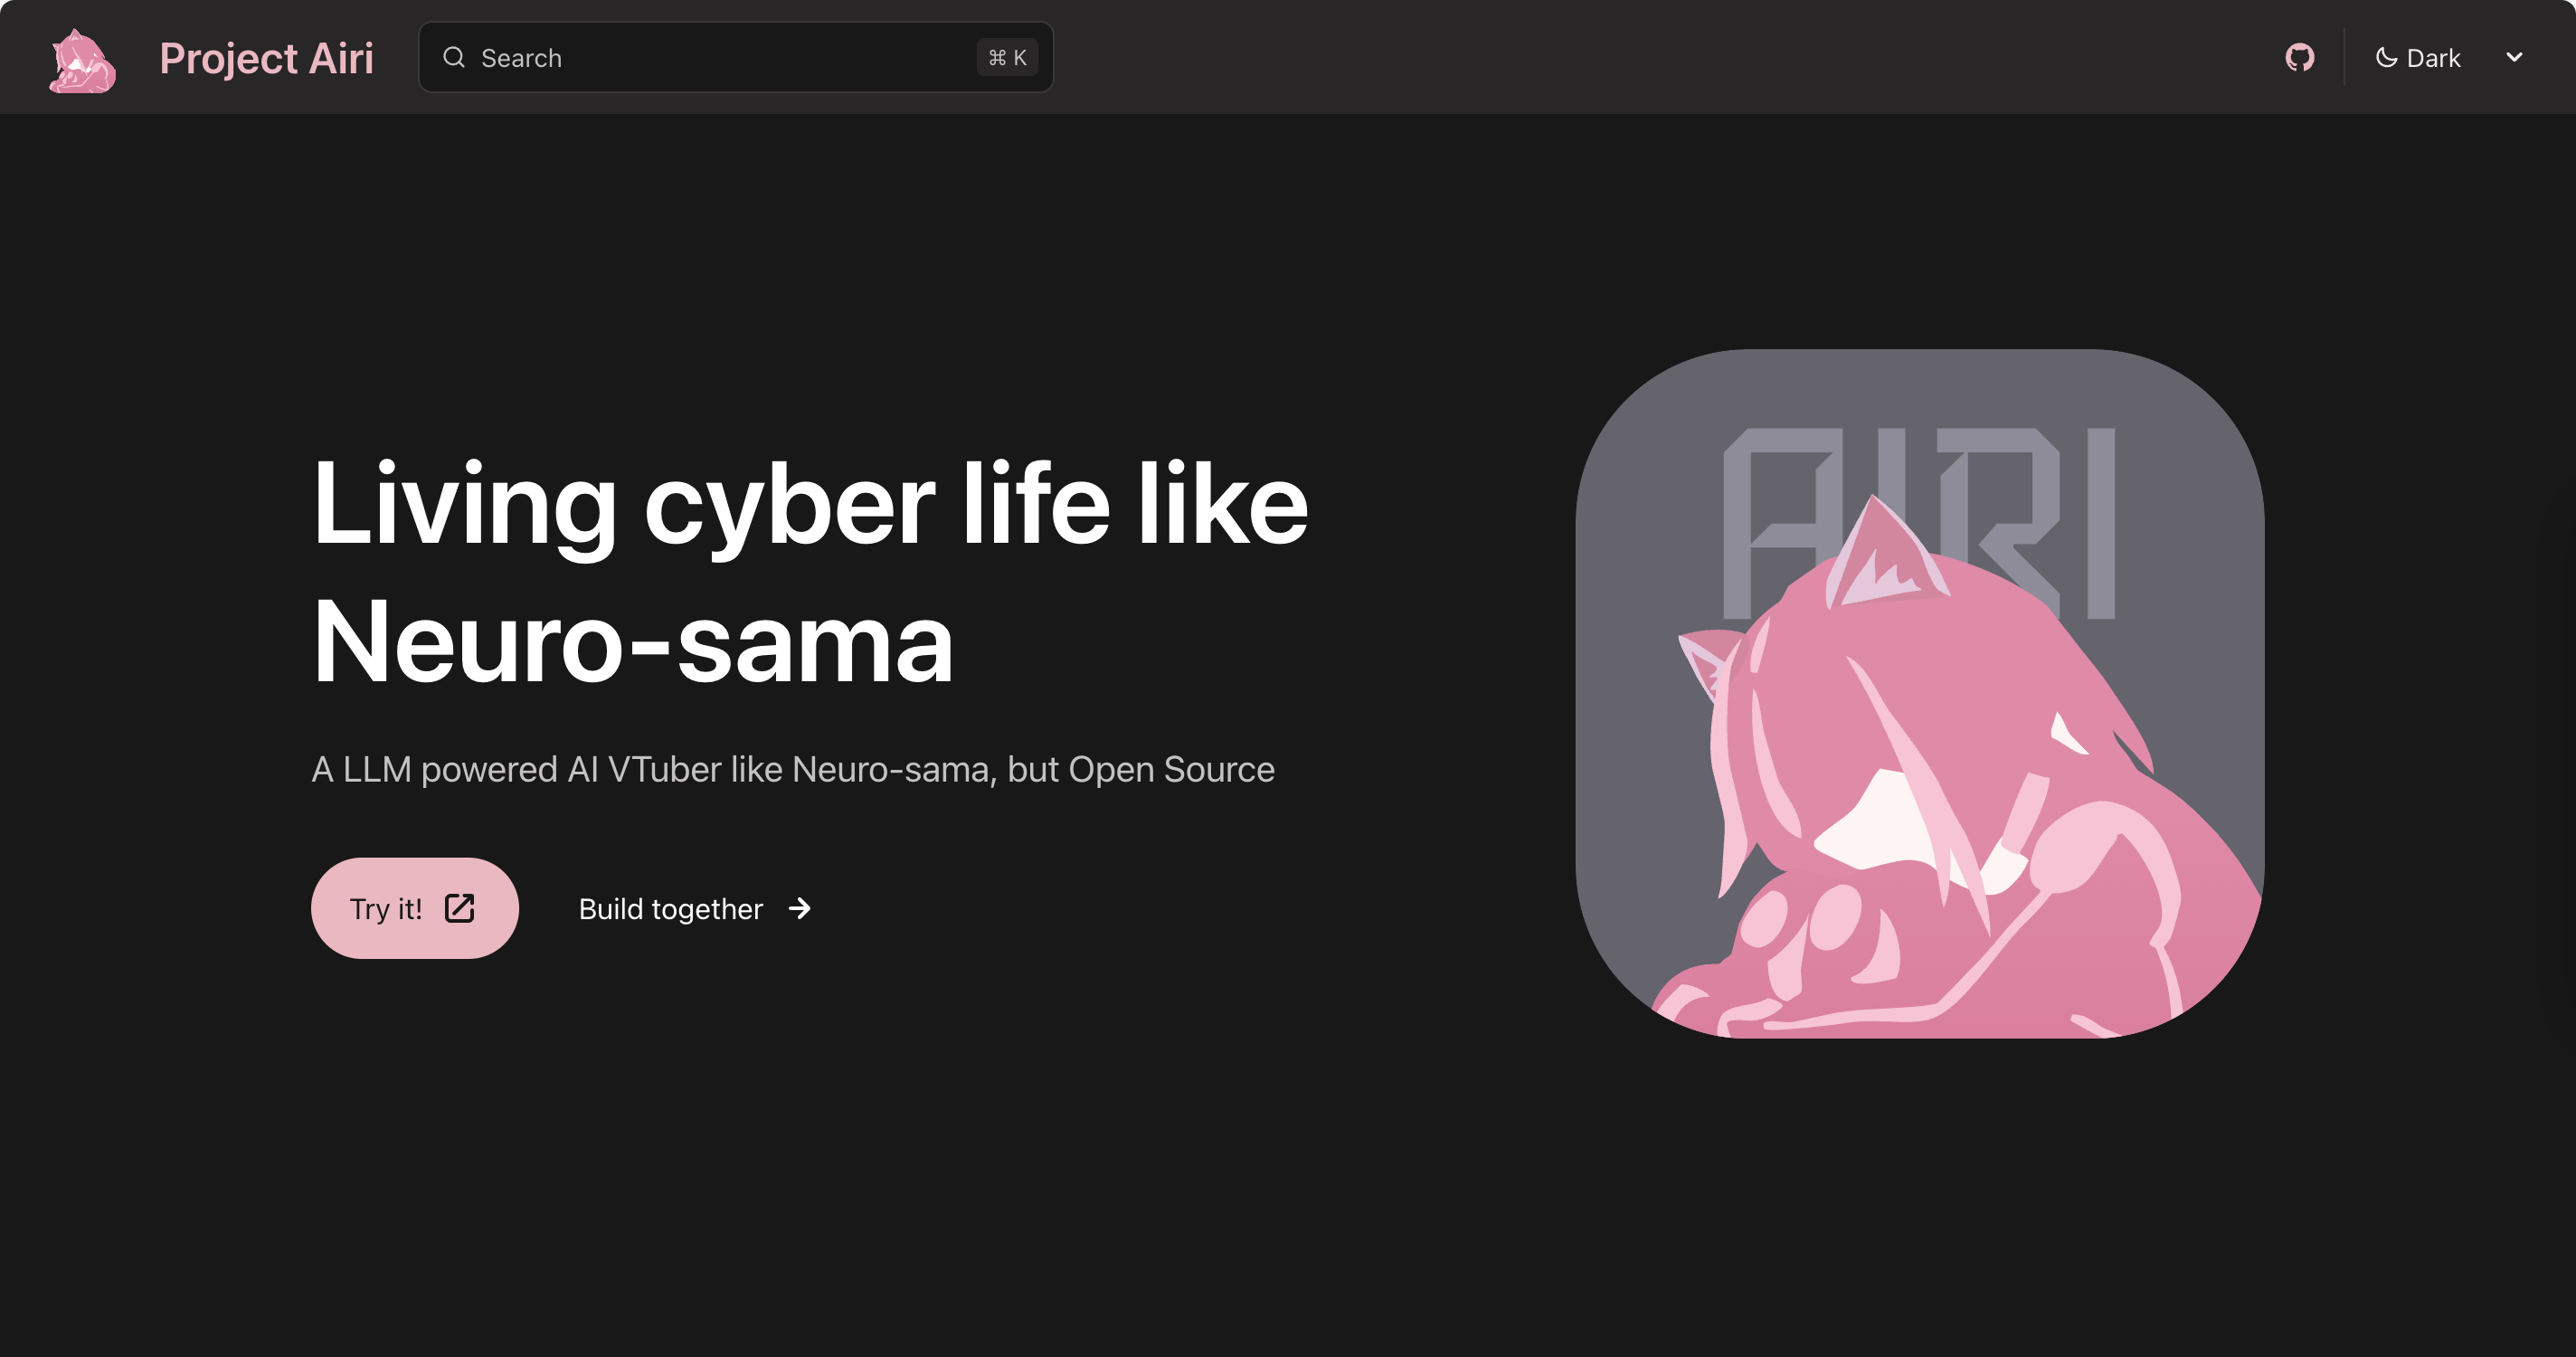 Project Airi
Search
⌘ K
Dark
AIRI
Living cyber life like
Neuro-sama
A LLM powered AI VTuber like Neuro-sama, but Open Source
Try it!
Build together